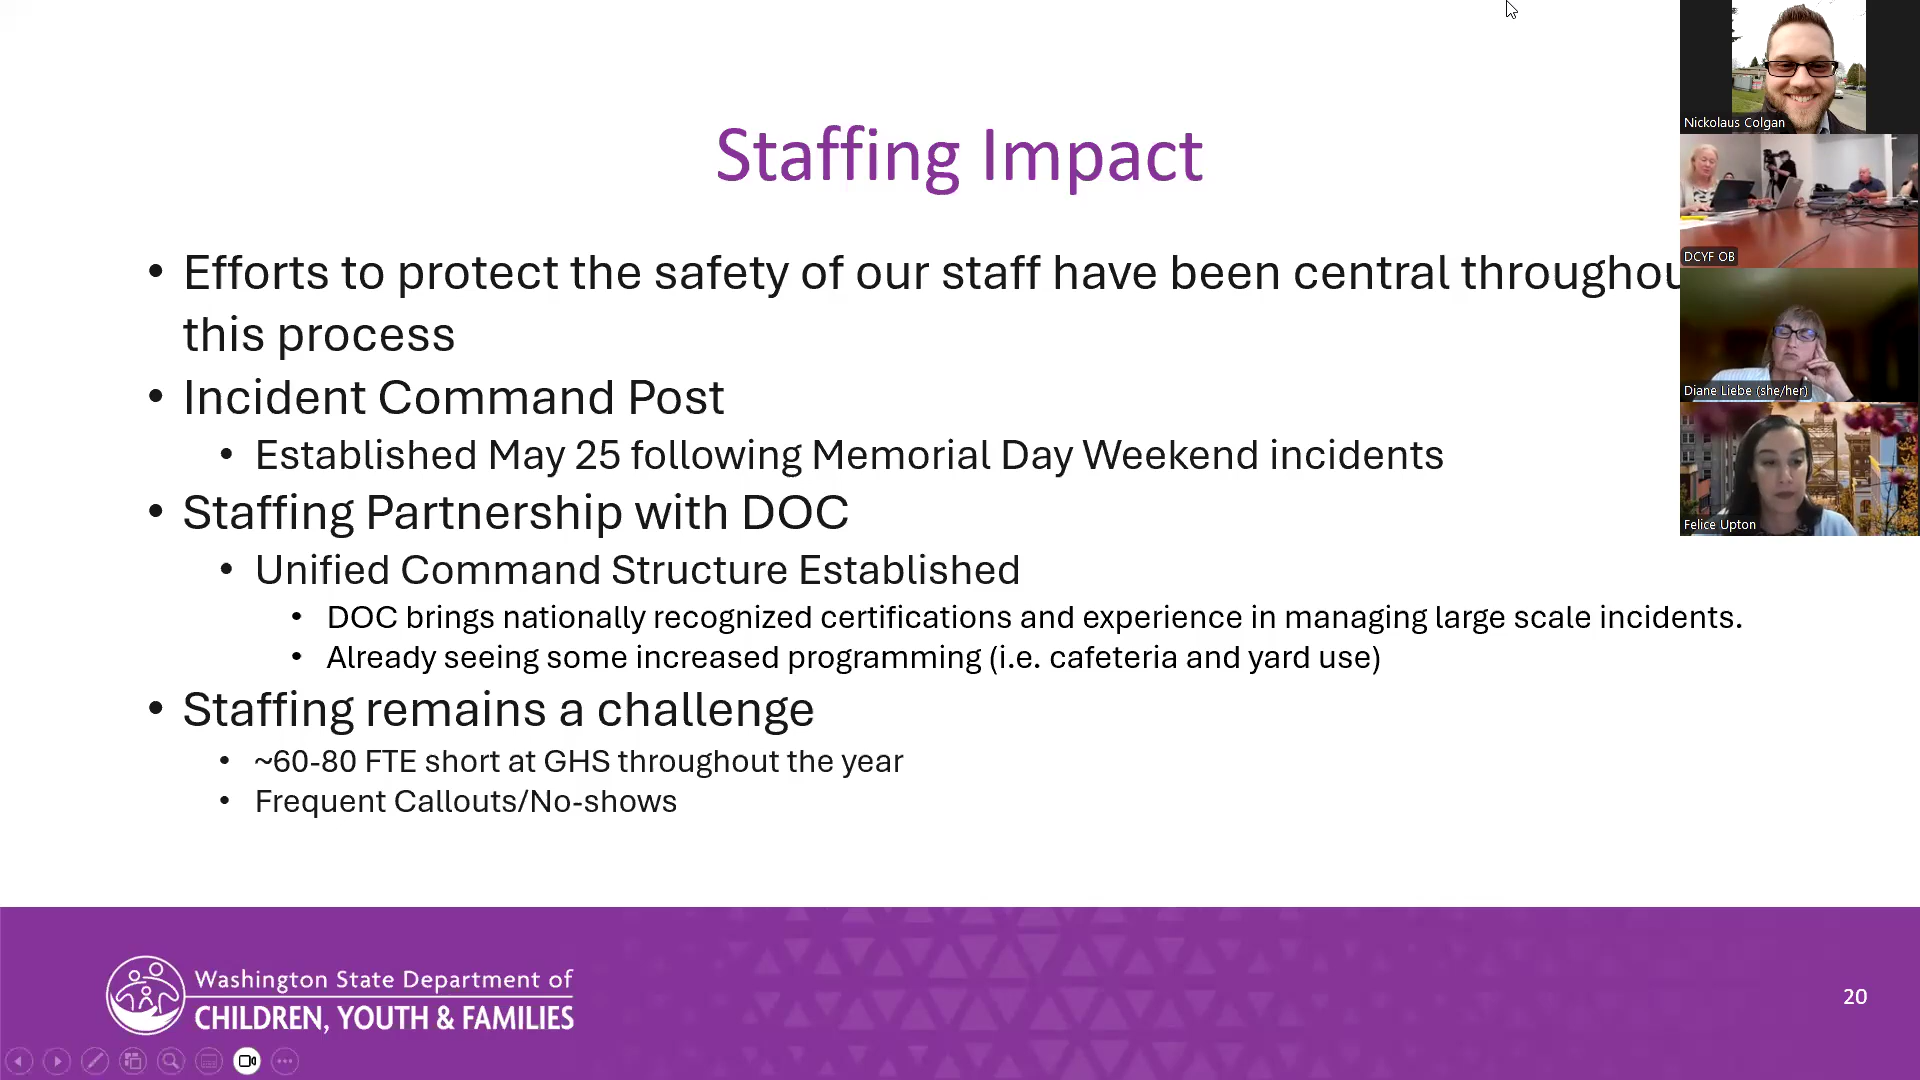 Staffing Impact
• Efforts to protect the safety of our staff have been central throughou
this process
• Incident Command Post
• Established May 25 following Memorial Day Weekend incidents
• Staffing Partnership with DOC
• Unified Command Structure Established
• DOC brings nationally recognized certifications and experience in managing large scale incidents.
• Already seeing some increased programming (i.e. cafeteria and yard use)
• Staffing remains a challenge
• ~60-80 FTE short at GHS throughout the year
• Frequent Callouts/No-shows
Nickolaus Colgan
DCYF OB
Diane Liebe (she/her)
Felice Upton
Washington State Department of
CHILDREN, YOUTH & FAMILIES
20